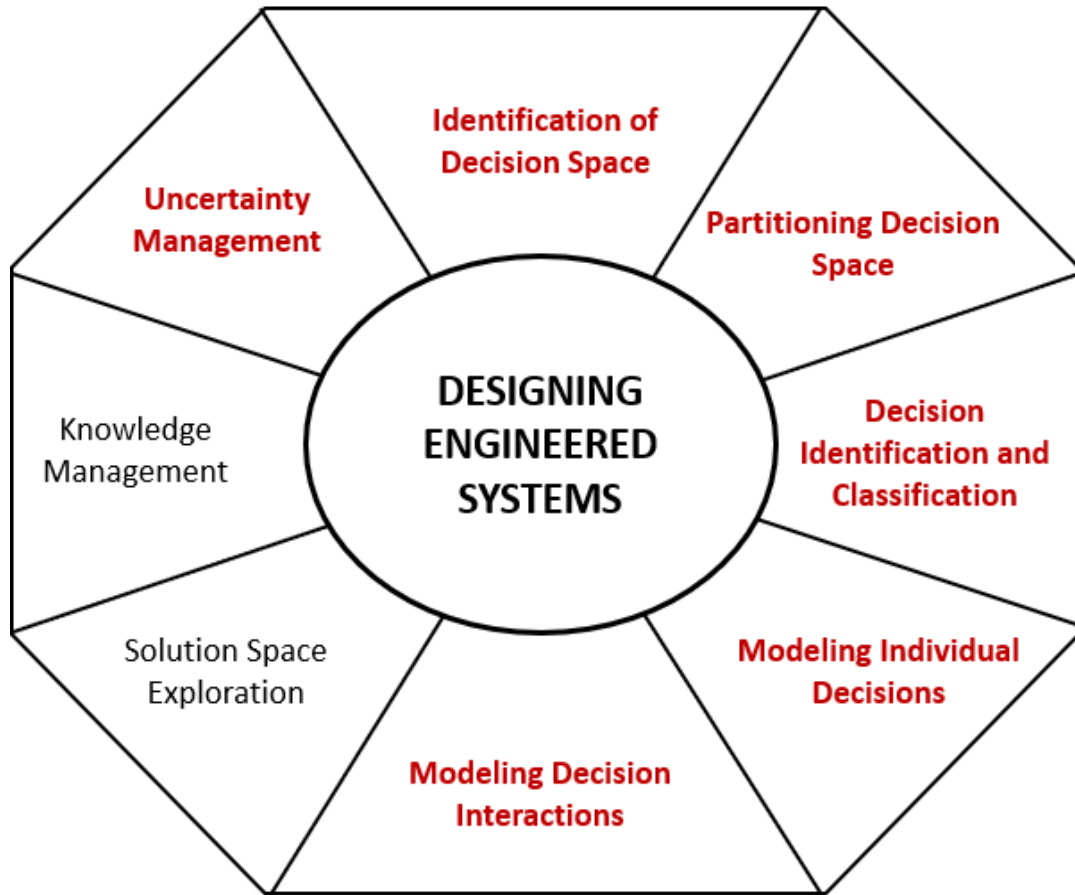 Identification of
Decision Space
Partitioning Decision
Space
Decision
Identification and
Classification
Modeling Individual
Decisions
Modeling Decision
Interactions
Solution Space
Exploration
Knowledge
Management
Uncertainty
Management
DESIGNING
ENGINEERED
SYSTEMS